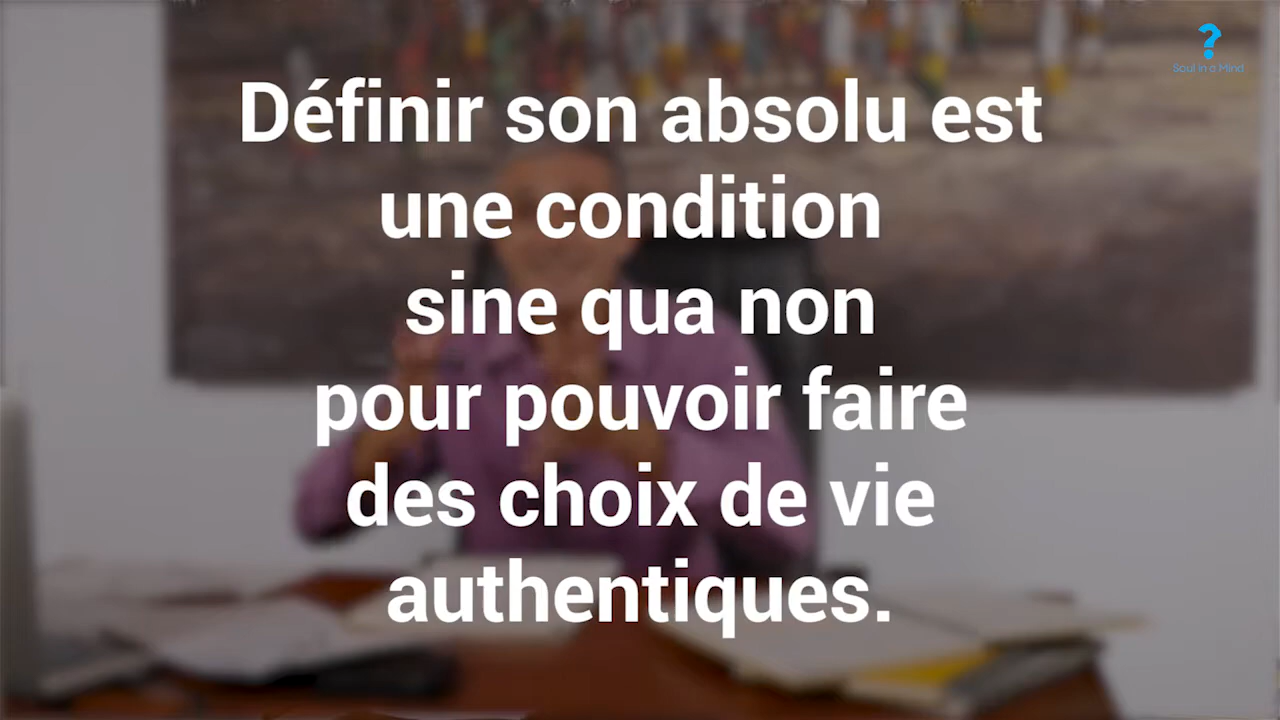 Soul in a Mind
Définir son absolu est
une condition
sine qua non
pour pouvoir faire
des choix de vie
authentiques.